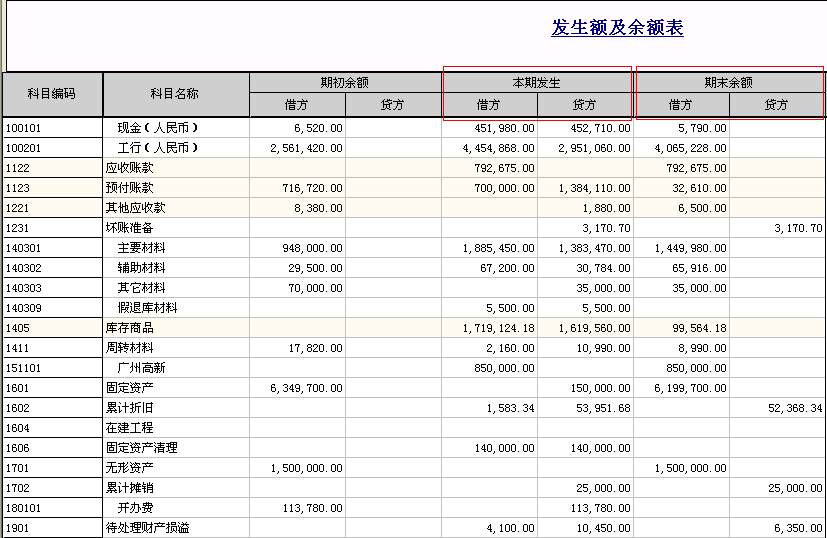 发生额及余额表
科目编码 科目名称 期初余额 本期发生 期末余额
借方 贷方 借方 贷方 借方 贷方
100101 现金（人民币） 6,520.00 451,980.00 452,710.00 5,790.00
100201 工行（人民币） 2,561,420.00 4,454,868.00 2,951,060.00 4,065,228.00
1122 应收账款 792,675.00 792,675.00
1123 预付账款 716,720.00 700,000.00 1,384,110.00 32,610.00
1221 其他应收款 8,380.00 1,880.00 6,500.00
1231 坏账准备 3,170.70 3,170.70
140301 主要材料 948,000.00 1,885,450.00 1,383,470.00 1,449,980.00
140302 辅助材料 29,500.00 67,200.00 30,784.00 65,916.00
140303 其它材料 70,000.00 35,000.00 35,000.00
140309 假退库材料 5,500.00 5,500.00
1405 库存商品 1,719,124.18 1,619,560.00 99,564.18
1411 周转材料 17,820.00 2,160.00 10,990.00 8,990.00
151101 广州高新 850,000.00 850,000.00
1601 固定资产 6,349,700.00 150,000.00 6,199,700.00
1602 累计折旧 1,583.34 53,951.68 52,368.34
1604 在建工程
1606 固定资产清理 140,000.00 140,000.00
1701 无形资产 1,500,000.00 1,500,000.00
1702 累计摊销 25,000.00 25,000.00
180101 开办费 113,780.00 113,780.00
1901 待处理财产损溢 4,100.00 10,450.00 6,350.00